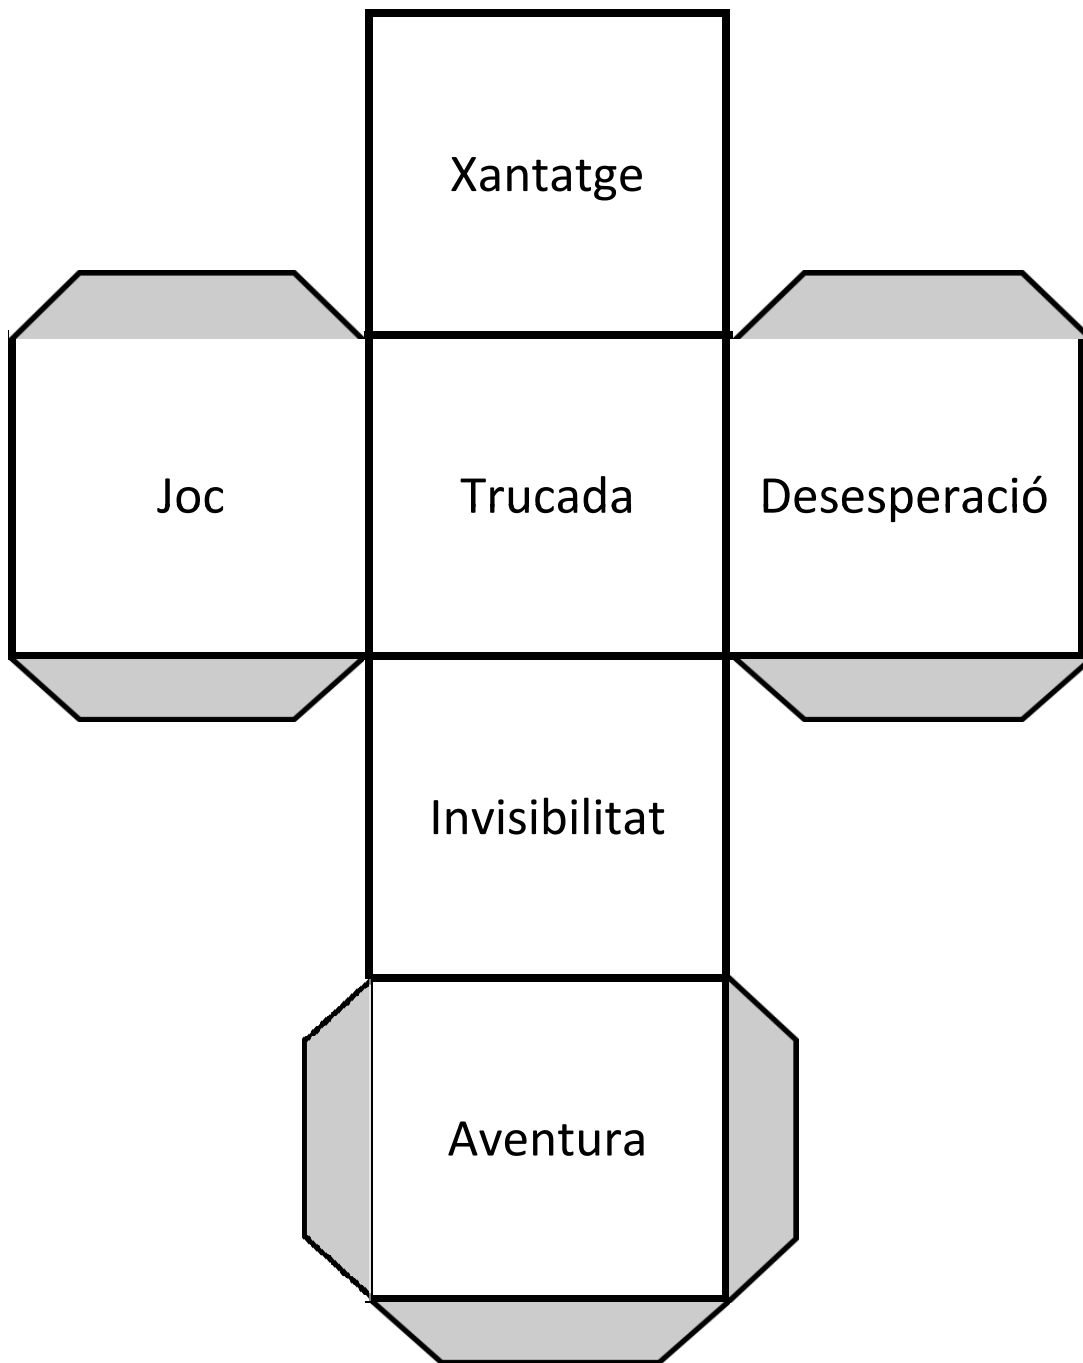 Xantatge
Joc
Trucada
Desesperació
Invisibilitat
Aventura